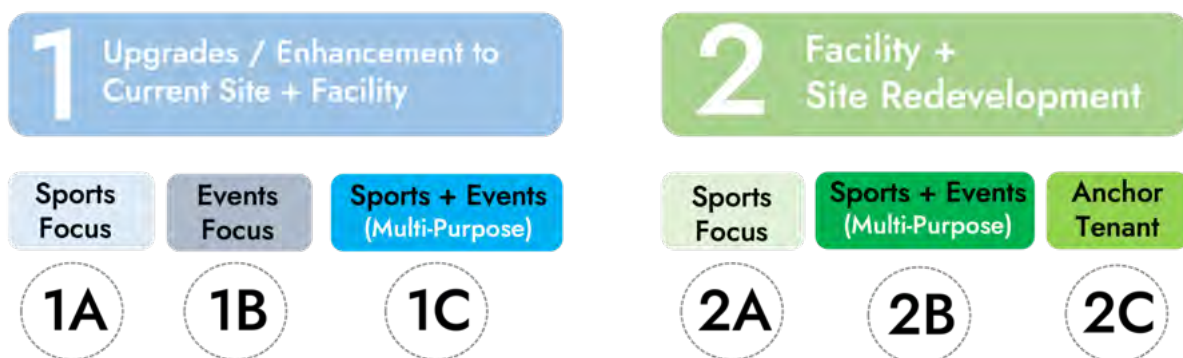 1
Upgrades / Enhancement to
Current Site + Facility
2
Facility +
Site Redevelopment
Sports
Focus
Events
Focus
Sports + Events
(Multi-Purpose)
Sports
Focus
Sports + Events
(Multi-Purpose)
Anchor
Tenant
1A
1B
1C
2A
2B
2C